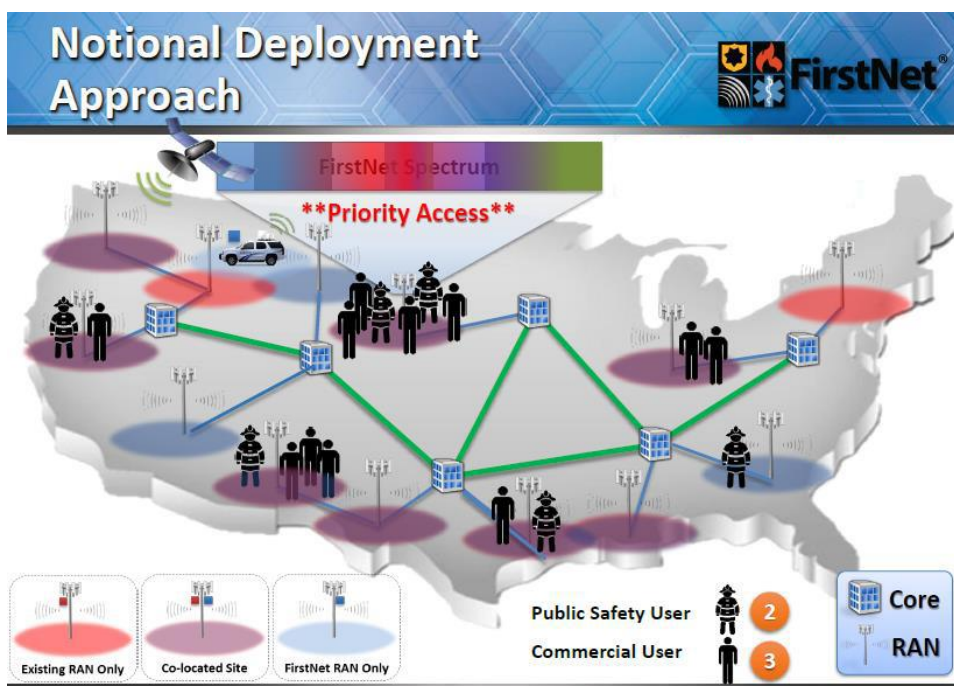 Notional Deployment
Approach
FirstNet®
FirstNet Spectrum
**Priority Access**
Existing RAN Only
Co-located Site
FirstNet RAN Only
Public Safety User
2
Commercial User
3
Core
RAN